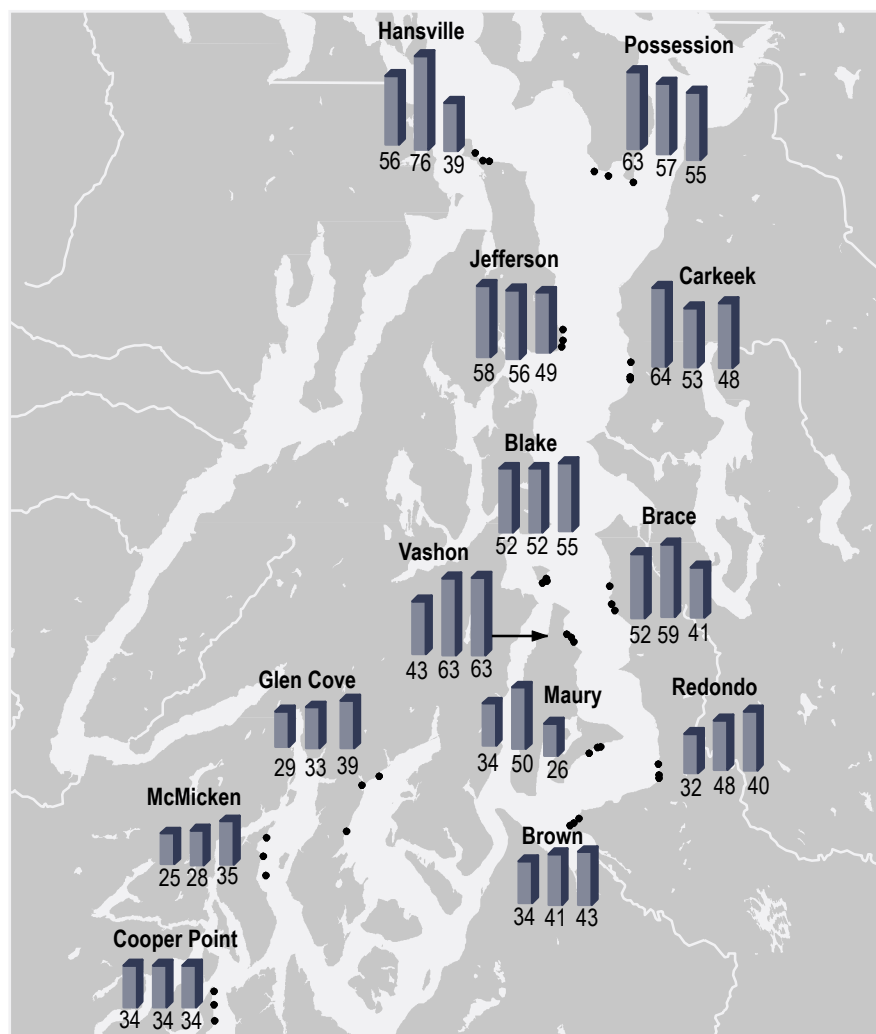 Hansville
56 76 39
Possession
63 57 55
Jefferson
58 56 49
Carkeek
64 53 48
Blake
52 52 55
Brace
52 59 41
Vashon
43 63 63
Glen Cove
29 33 39
Maury
34 50 26
Redondo
32 48 40
McMicken
25 28 35
Brown
34 41 43
Cooper Point
34 34 34